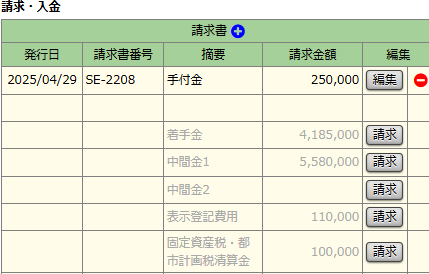 請求・入金
請求書
発行日 請求書番号 摘要 請求金額 編集
2025/04/29 SE-2208 手付金 250,000 編集
着手金 4,185,000 請求
中間金1 5,580,000 請求
中間金2 請求
表示登記費用 110,000 請求
固定資産税・都
市計画税清算金 100,000 請求